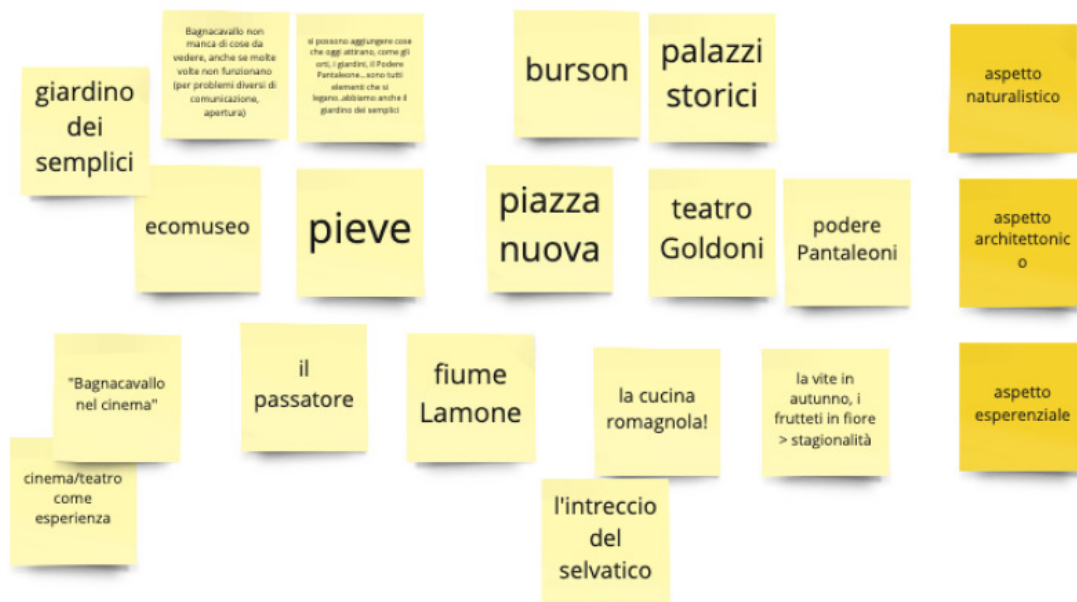 giardino
dei
semplici
Bagnacavallo non
manca di cose da
vedere, anche se molte
volte non funzionano
(per problemi diversi di
comunicazione,
apertura)
si possono aggiungere cose
che oggi attirano, come gli
orti, i giardini, il Podere
Pantaleone...sono tutti
elementi che si
legano..abbiamo anche il
giardino dei semplici
burson
palazzi
storici
aspetto
naturalistico
ecomuseo
pieve
piazza
nuova
teatro
Goldoni
podere
Pantaleoni
aspetto
architettonic
o
"Bagnacavallo
nel cinema"
il
passatore
fiume
Lamone
la cucina
romagnola!
la vite in
autunno, i
frutteti in fiore
> stagionalità
aspetto
esperenziale
cinema/teatro
come
esperienza
l'intreccio
del
selvatico